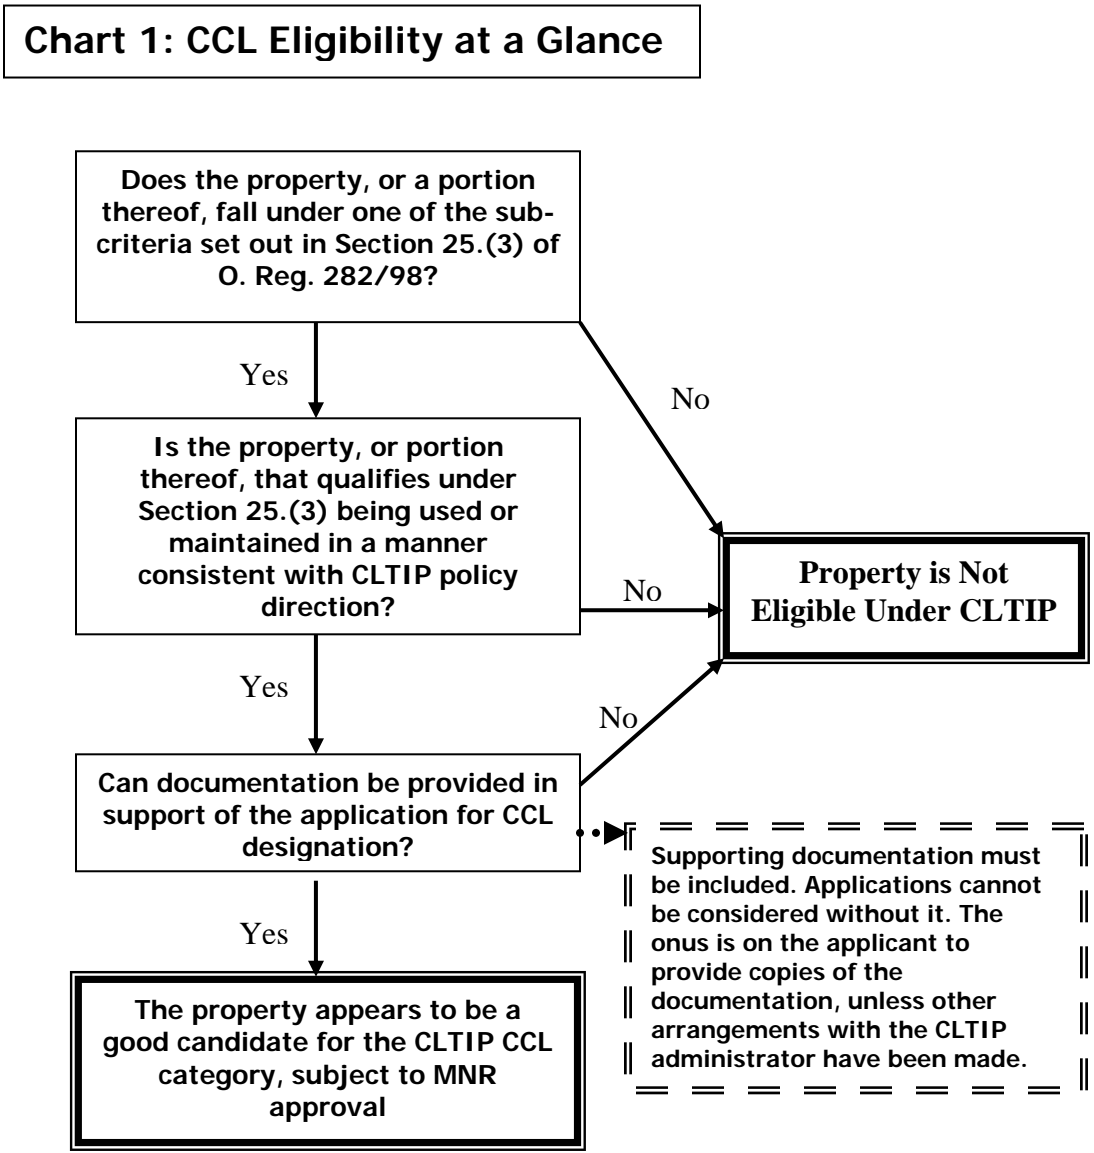 Chart 1: CCL Eligibility at a Glance
Does the property, or a portion
thereof, fall under one of the sub-
criteria set out in Section 25.(3) of
O. Reg. 282/98?
Yes
No
Is the property, or portion
thereof, that qualifies under
Section 25.(3) being used or
maintained in a manner
consistent with CLTIP policy
direction?
No
Property is Not
Eligible Under CLTIP
Yes
No
Can documentation be provided in
support of the application for CCL
designation?
Supporting documentation must
be included. Applications cannot
be considered without it. The
onus is on the applicant to
provide copies of the
documentation, unless other
arrangements with the CLTIP
administrator have been made.
Yes
The property appears to be a
good candidate for the CLTIP CCL
category, subject to MNR
approval